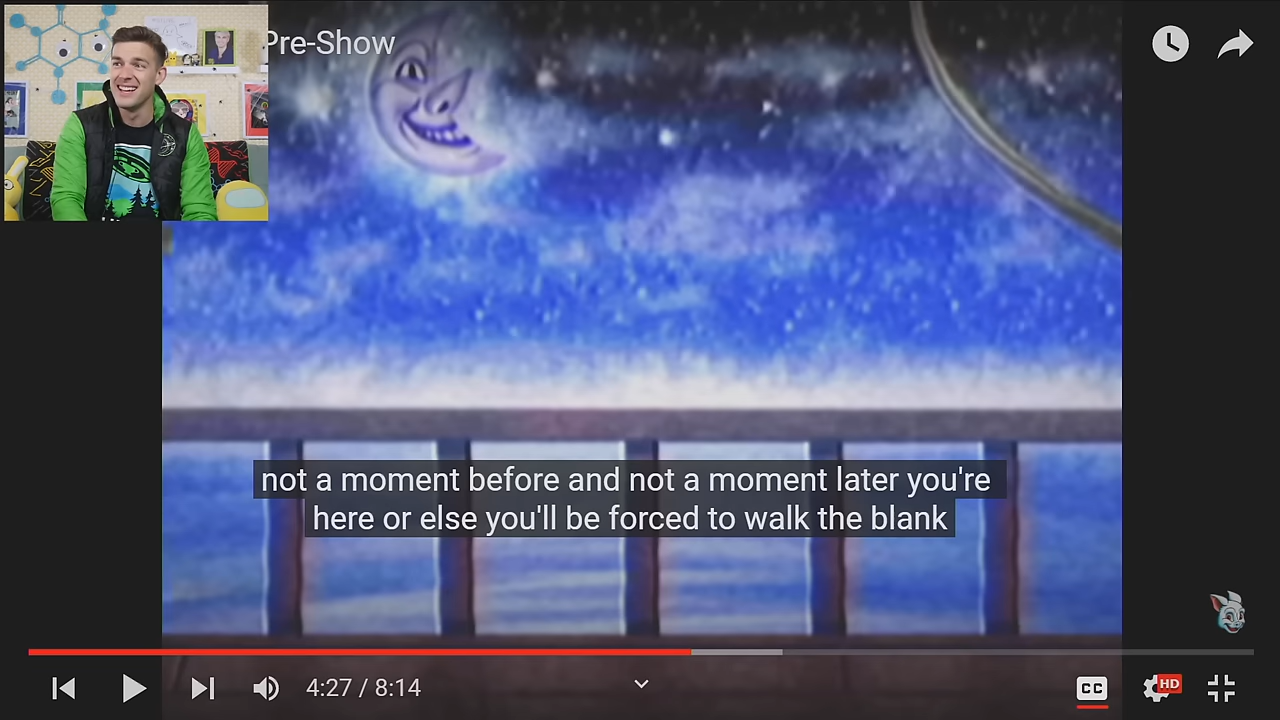 Pre-Show
not a moment before and not a moment later you're
here or else you'll be forced to walk the blank
4:27 / 8:14
CC
HD